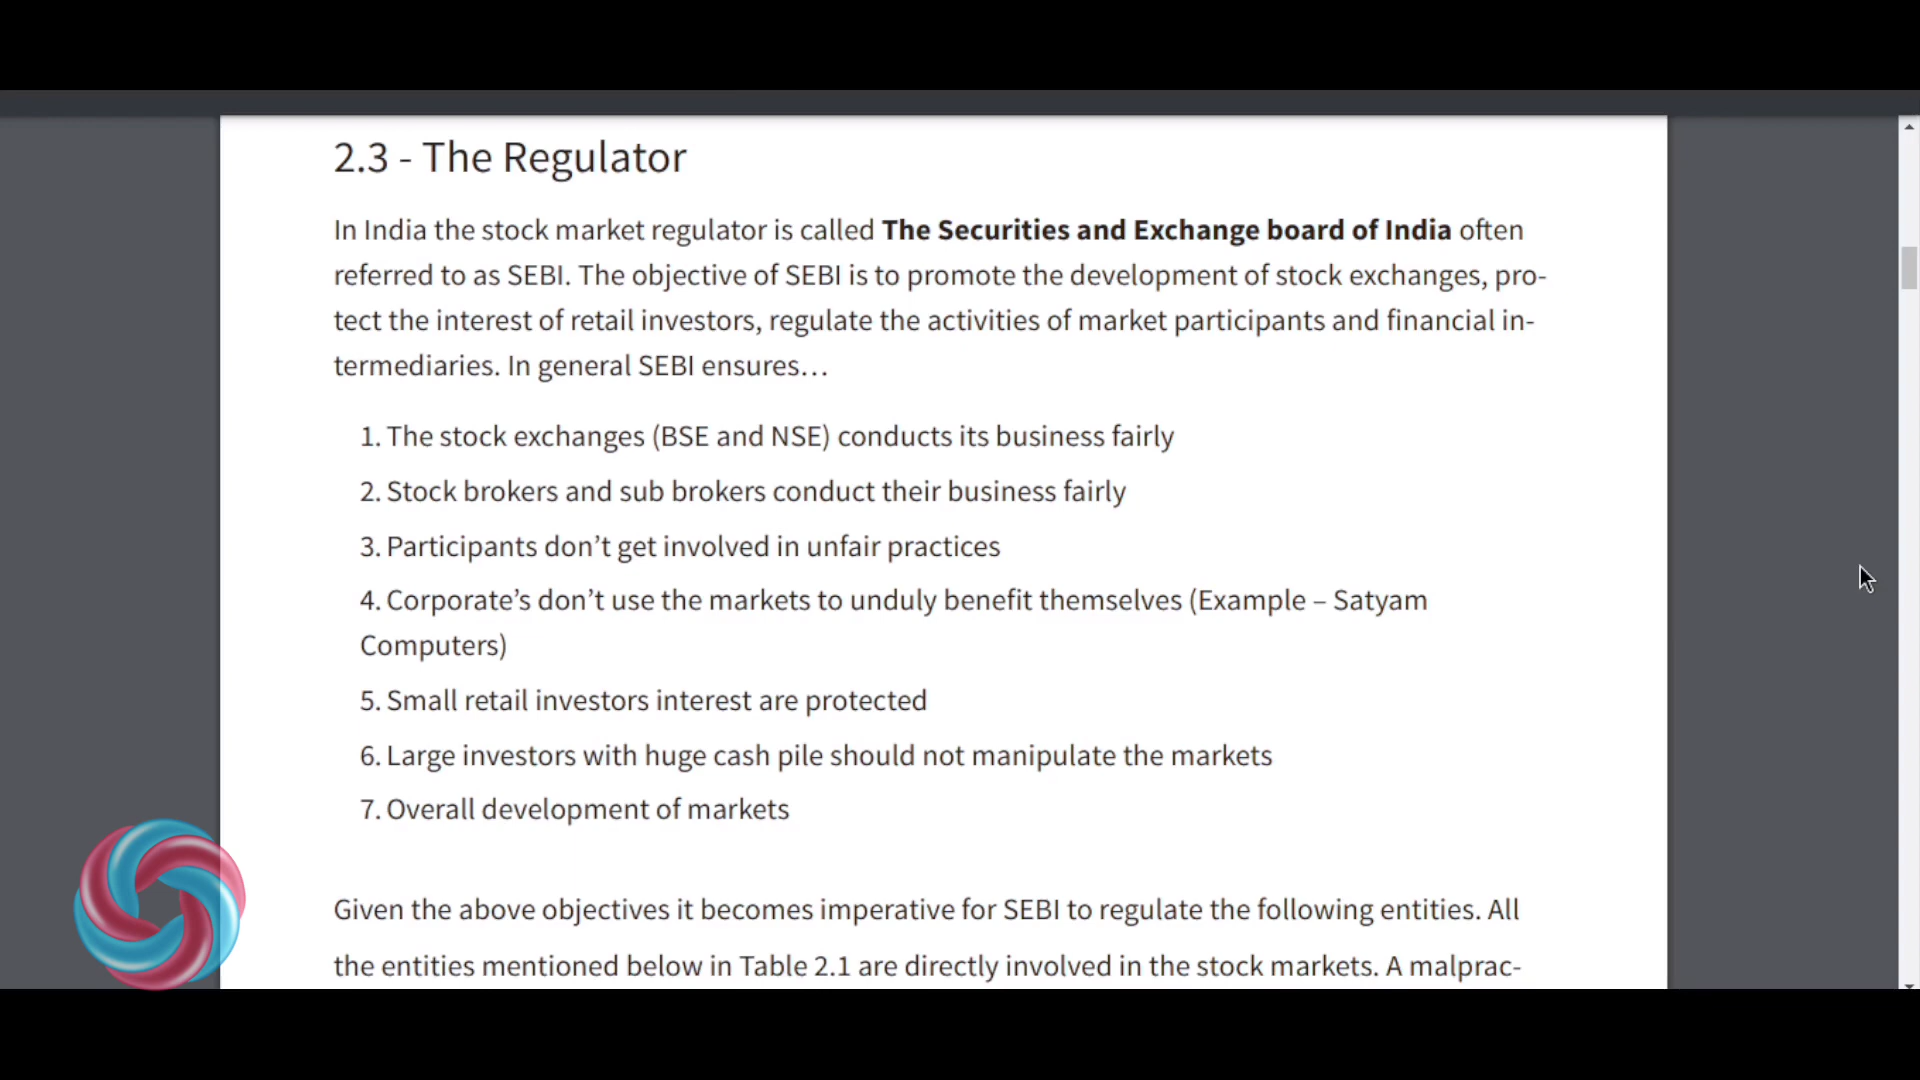 2.3 - The Regulator
In India the stock market regulator is called The Securities and Exchange board of India often
referred to as SEBI. The objective of SEBI is to promote the development of stock exchanges, pro-
tect the interest of retail investors, regulate the activities of market participants and financial in-
termediaries. In general SEBI ensures…
1. The stock exchanges (BSE and NSE) conducts its business fairly
2. Stock brokers and sub brokers conduct their business fairly
3. Participants don’t get involved in unfair practices
4. Corporate’s don’t use the markets to unduly benefit themselves (Example – Satyam
Computers)
5. Small retail investors interest are protected
6. Large investors with huge cash pile should not manipulate the markets
7. Overall development of markets
Given the above objectives it becomes imperative for SEBI to regulate the following entities. All
the entities mentioned below in Table 2.1 are directly involved in the stock markets. A malprac-